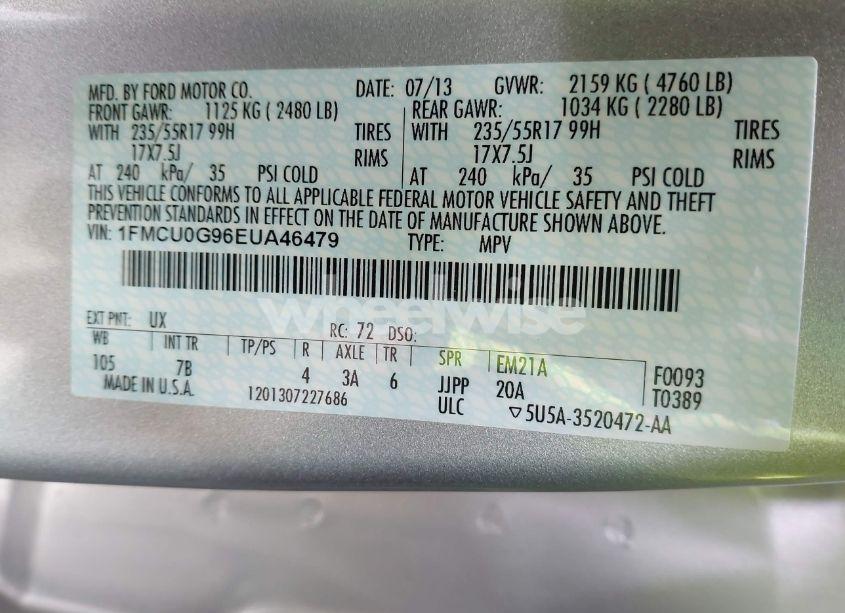 MFD. BY FORD MOTOR CO. DATE: 07/13 GVWR: 2159 KG ( 4760 LB)
FRONT GAWR: 1125 KG ( 2480 LB) REAR GAWR: 1034 KG ( 2280 LB)
WITH 235/55R17 99H TIRES WITH 235/55R17 99H TIRES
17X7.5J RIMS 17X7.5J RIMS
AT 240 kPa/ 35 PSI COLD AT 240 kPa/ 35 PSI COLD
THIS VEHICLE CONFORMS TO ALL APPLICABLE FEDERAL MOTOR VEHICLE SAFETY AND THEFT
PREVENTION STANDARDS IN EFFECT ON THE DATE OF MANUFACTURE SHOWN ABOVE.
VIN: 1FMCU0G96EUA46479 TYPE: MPV
wheelwise
EXT PNT: UX RC: 72 DSO:
WB INT TR TP/PS R AXLE TR SPR EM21A F0093
105 7B 4 3A 6 JJPP 20A T0389
MADE IN U.S.A. 1201307227686 ULC ▽5U5A-3520472-AA